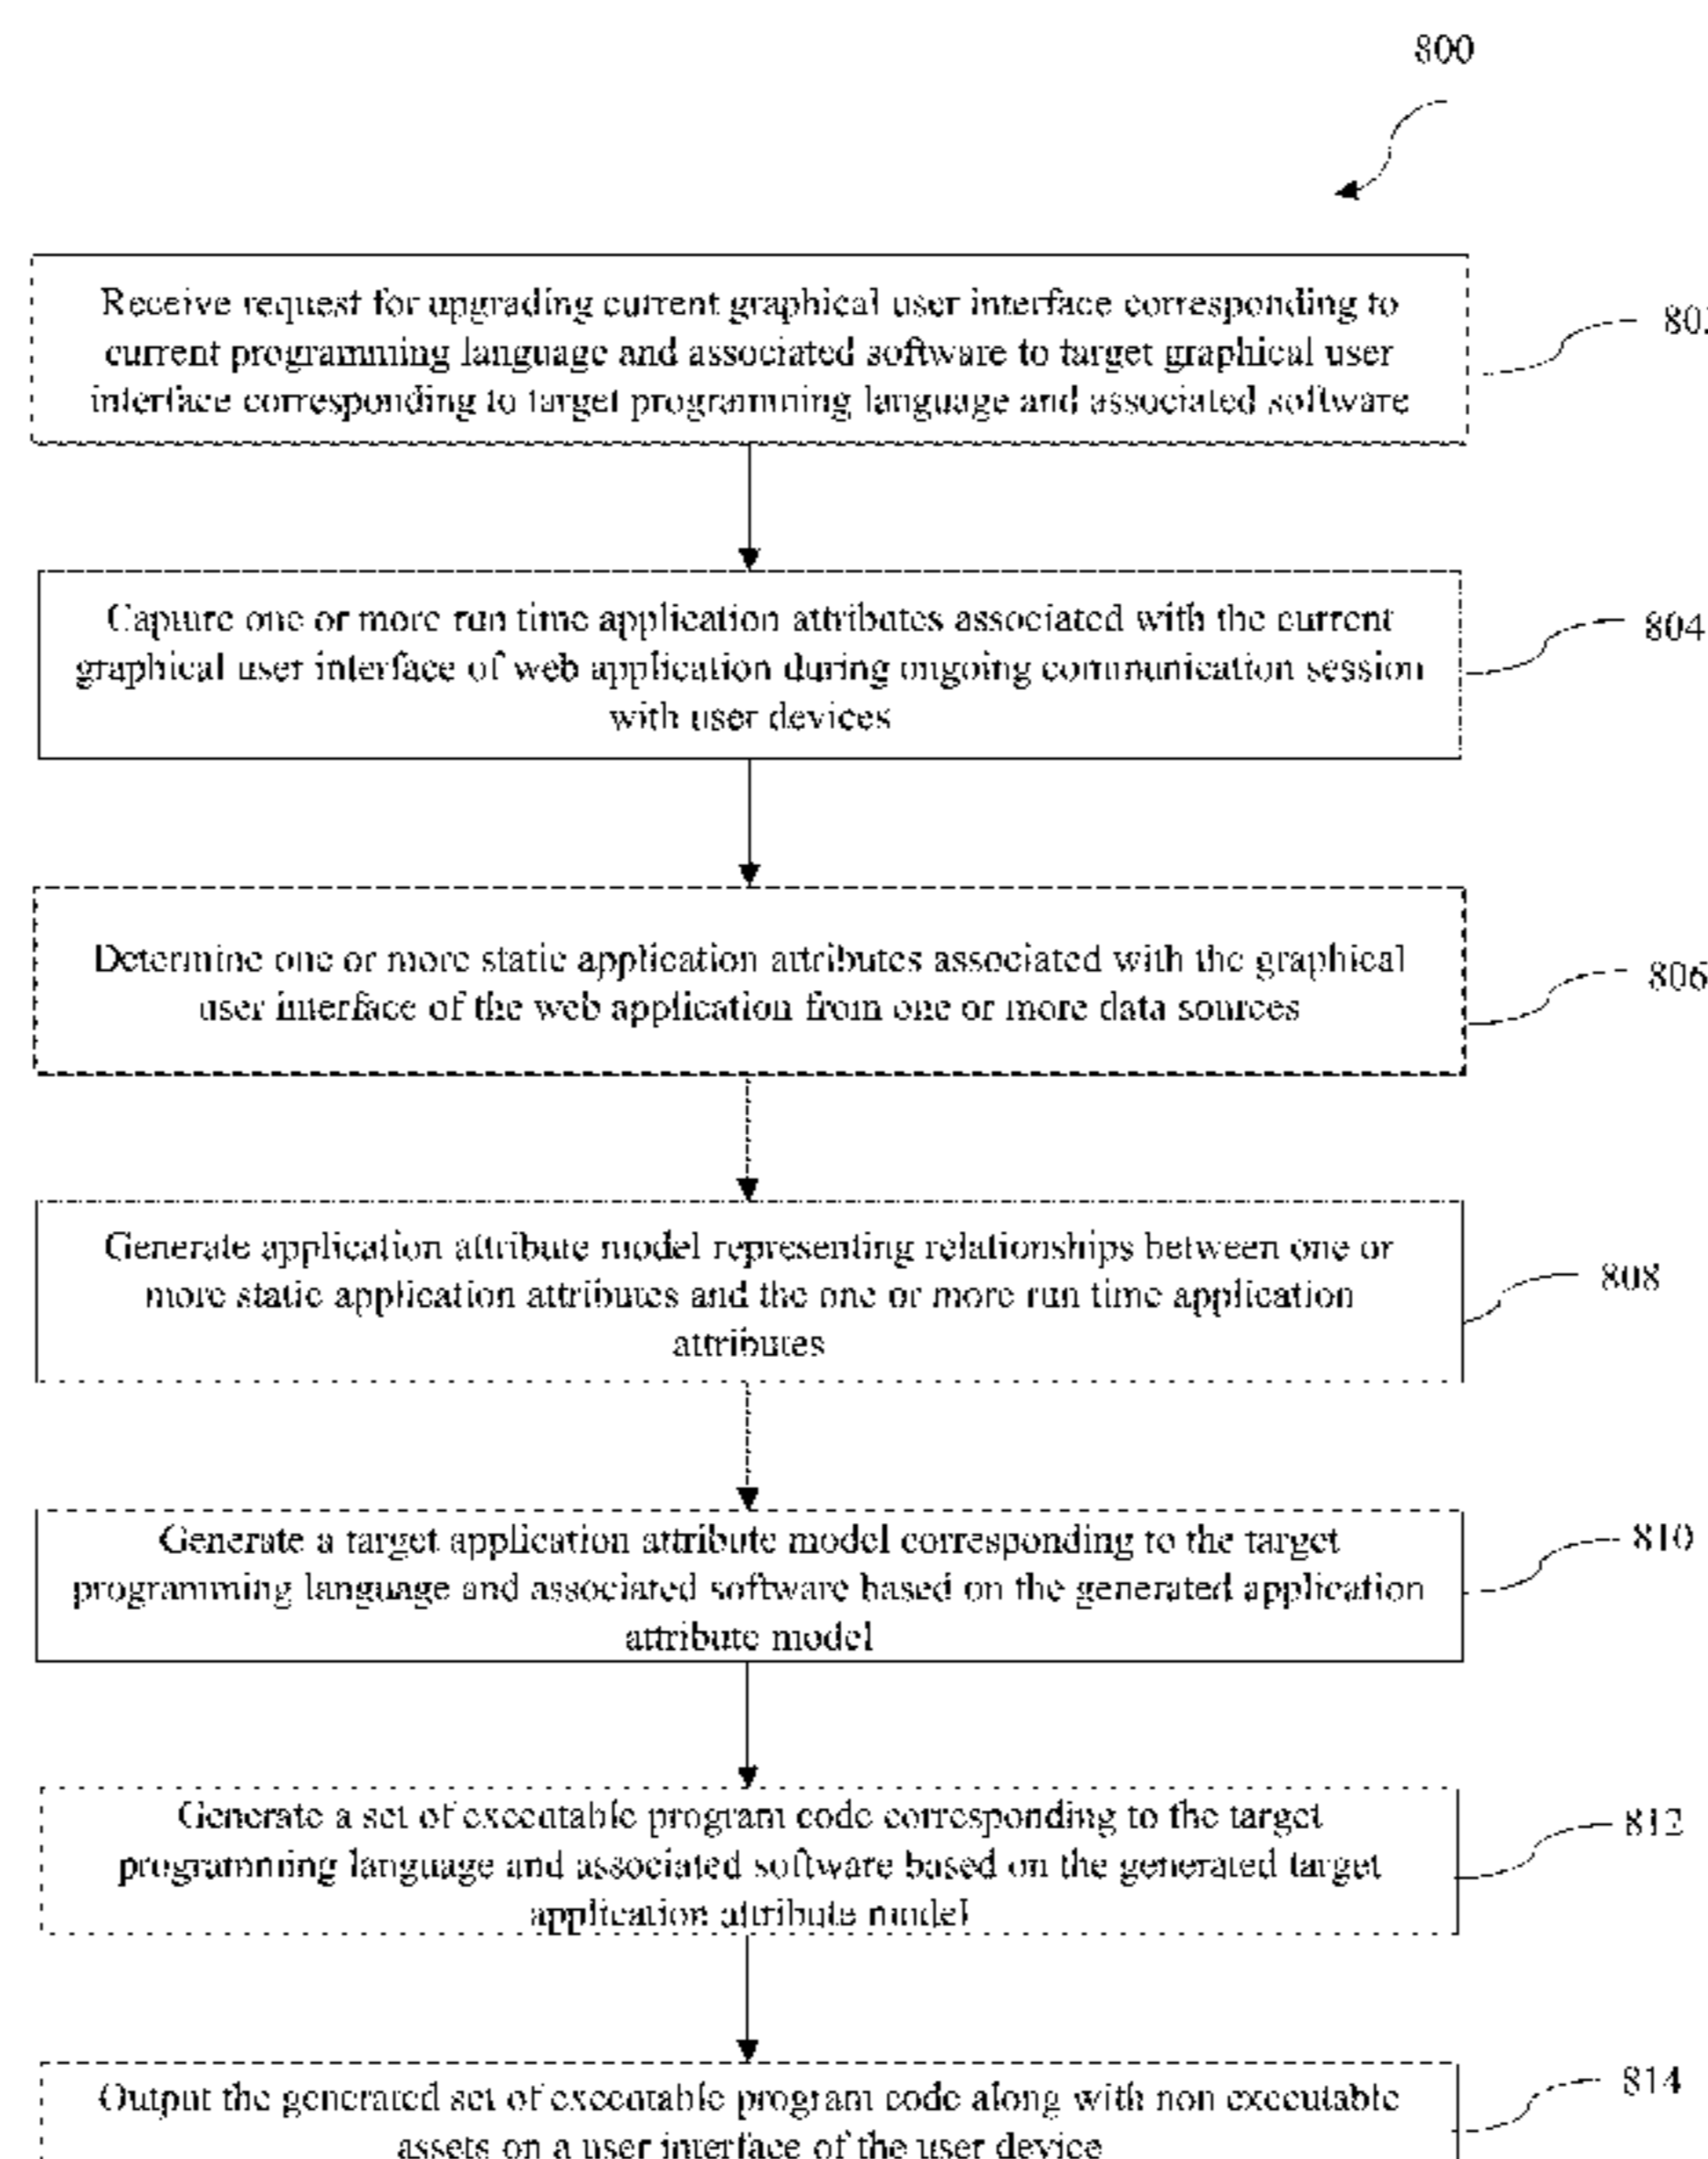 800
Receive request for upgrading current graphical user interface corresponding to
current programming language and associated software to target graphical user
interface corresponding to target programming language and associated software
Capture one or more run time application attributes associated with the current
804
graphical user interface of web application during ongoing communication session
with user devices
Determine one or more static application attributes associated with the graphical
806
user interface of the web application from one or more data sources
Generate application attribute model representing relationships between one or
808
more static application attributes and the one or more run time application
attributes
Generate a target application attribute model corresponding to the target
810
programming language and associated software based on the generated application
attribute model
Generate a set of executable program code corresponding to the target
812
programming language and associated software based on the generated target
application attribute model
Output the generated set of executable program code along with non executable
814
assets on a user interface of the user device